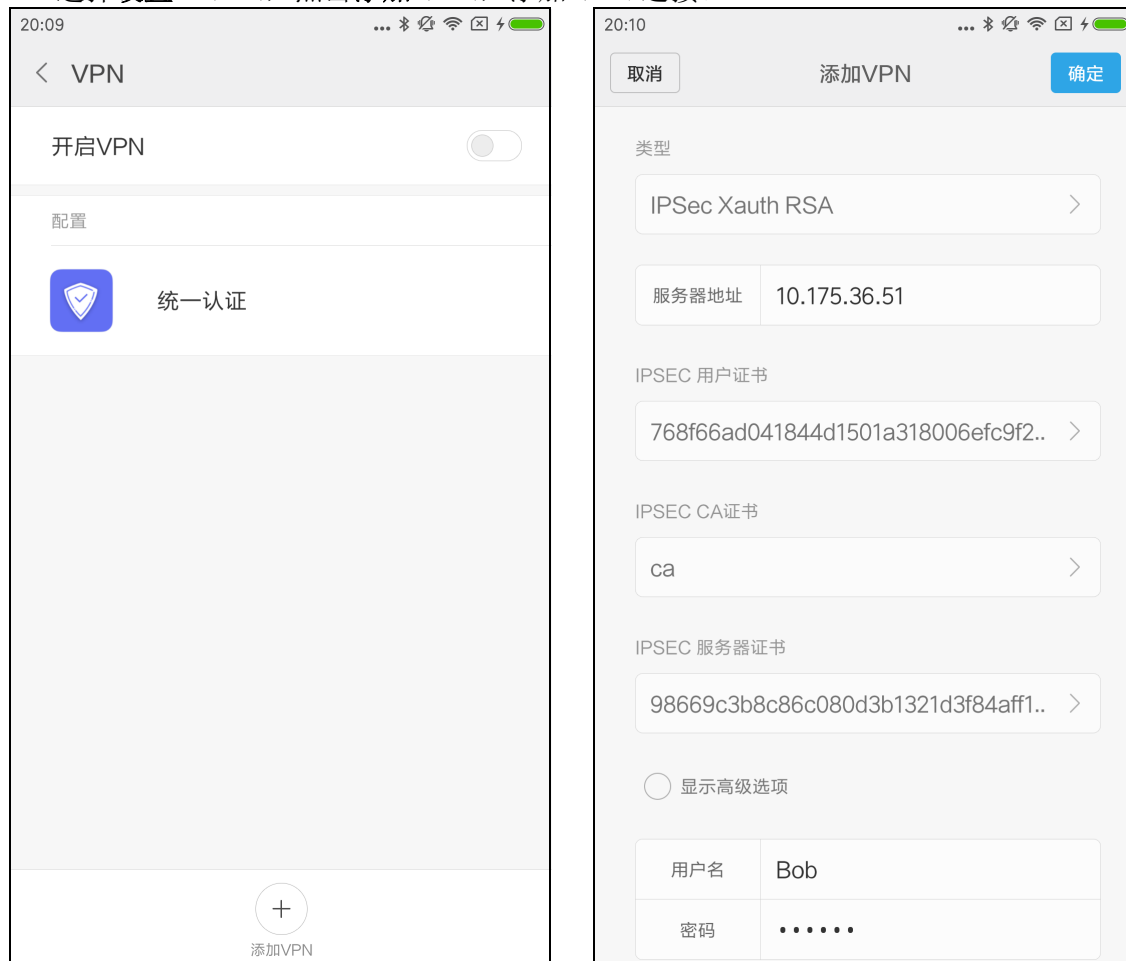 20:09
VPN
开启VPN
配置
统一认证
添加VPN
20:10
取消
添加VPN
确定
类型
IPSec Xauth RSA
服务器地址
10.175.36.51
IPSEC 用户证书
768f66ad041844d1501a318006efc9f2..
IPSEC CA证书
ca
IPSEC 服务器证书
98669c3b8c86c080d3b1321d3f84aff1..
显示高级选项
用户名
Bob
密码
••••••